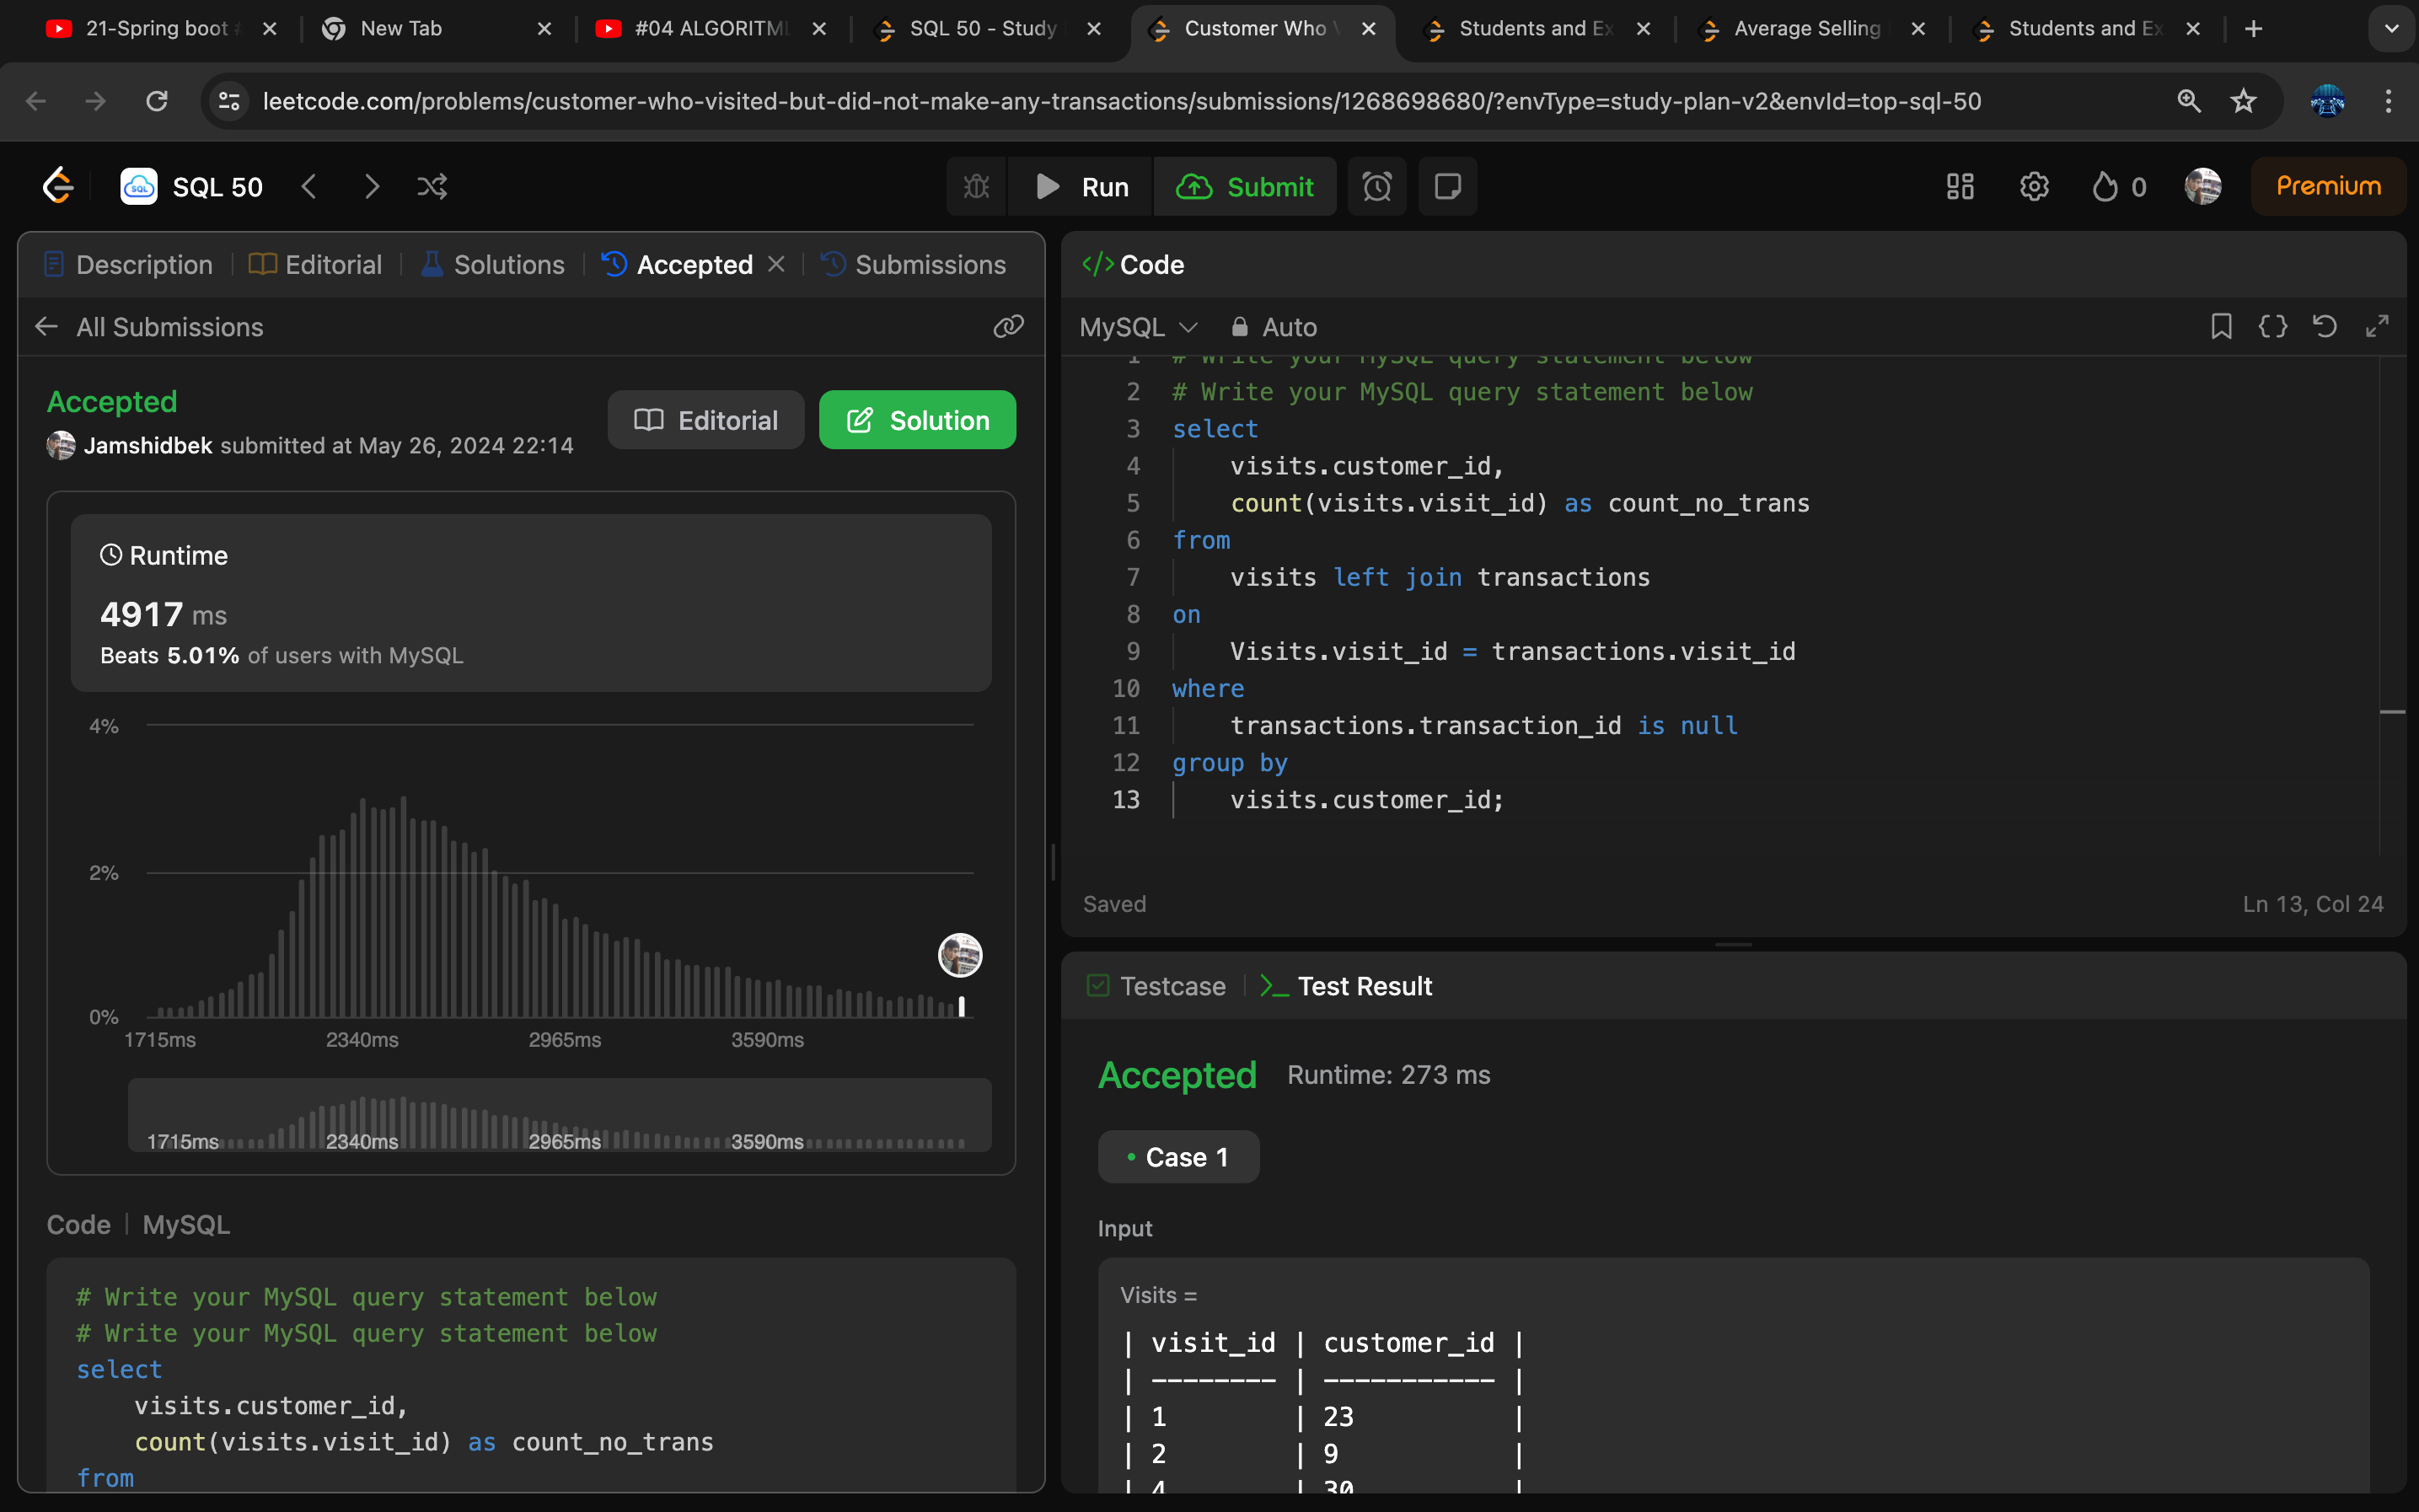 21-Spring boot
New Tab
#04 ALGORITM
SQL 50 - Study
Customer Who
Students and Ex
Average Selling
Students and Ex
leetcode.com/problems/customer-who-visited-but-did-not-make-any-transactions/submissions/1268698680/?envType=study-plan-v2&envId=top-sql-50
SQL
SQL 50
Run
Submit
0
Premium
Description
Editorial
Solutions
Accepted
Submissions
All Submissions
Accepted
Jamshidbek submitted at May 26, 2024 22:14
Editorial
Solution
Runtime
4917 ms
Beats 5.01% of users with MySQL
4%
2%
0%
1715ms 2340ms 2965ms 3590ms
1715ms 2340ms 2965ms 3590ms
Code | MySQL
# Write your MySQL query statement below
# Write your MySQL query statement below
select
visits.customer_id,
count(visits.visit_id) as count_no_trans
from
</> Code
MySQL
Auto
1 # Write your MySQL query statement below
2 # Write your MySQL query statement below
3 select
4 visits.customer_id,
5 count(visits.visit_id) as count_no_trans
6 from
7 visits left join transactions
8 on
9 Visits.visit_id = transactions.visit_id
10 where
11 transactions.transaction_id is null
12 group by
13 visits.customer_id;
Saved
Ln 13, Col 24
Testcase
Test Result
Accepted Runtime: 273 ms
• Case 1
Input
Visits =
| visit_id | customer_id |
| -------- | ----------- |
| 1 | 23 |
| 2 | 9 |
| 4 | 30 |